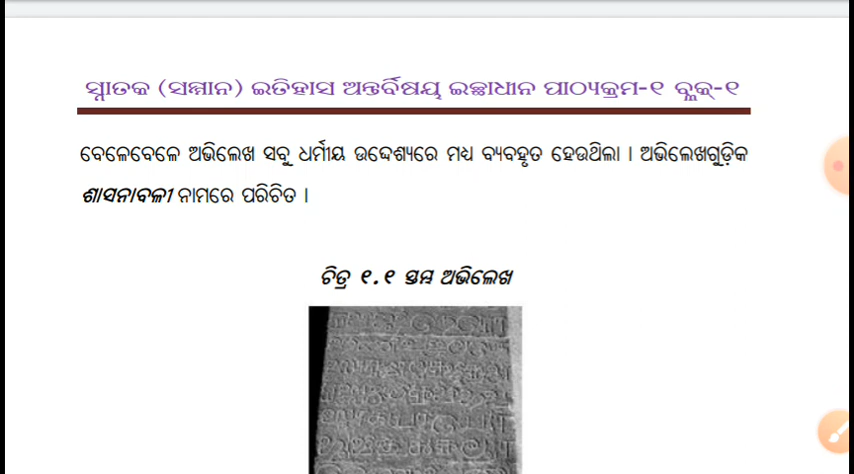 ସ୍ନାତକ (ସମ୍ମାନ) ଇତିହାସ ଅନ୍ତର୍ବିଷୟ ଇଚ୍ଛାଧୀନ ପାଠ୍ୟକ୍ରମ-୧ ବ୍ଲକ୍-୧
ବେଳେବେଳେ ଅଭିଲେଖ ସବୁ ଧର୍ମୀୟ ଉଦ୍ଦେଶ୍ୟରେ ମଧ୍ୟ ବ୍ୟବହୃତ ହେଉଥିଲା । ଅଭିଲେଖଗୁଡ଼ିକ
ଶାସନାବଳୀ ନାମରେ ପରିଚିତ ।
ଚିତ୍ର ୧.୧ ସ୍ତମ୍ଭ ଅଭିଲେଖ